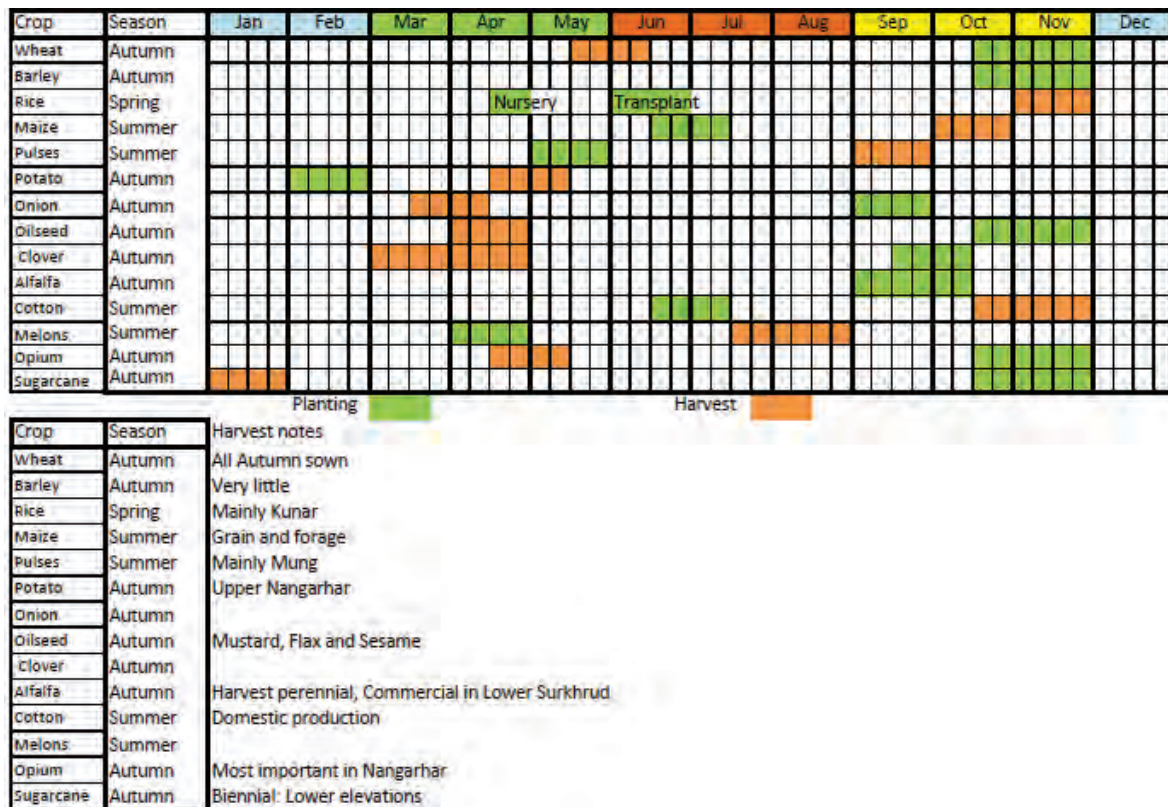 Crop Season Jan Feb Mar Apr May Jun Jul Aug Sep Oct Nov Dec
Wheat Autumn
Barley Autumn
Rice Spring Nursery Transplant
Maize Summer
Pulses Summer
Potato Autumn
Onion Autumn
Oilseed Autumn
Clover Autumn
Alfalfa Autumn
Cotton Summer
Melons Summer
Opium Autumn
Sugarcane Autumn
Planting Harvest
Crop Season Harvest notes
Wheat Autumn All Autumn sown
Barley Autumn Very little
Rice Spring Mainly Kunar
Maize Summer Grain and forage
Pulses Summer Mainly Mung
Potato Autumn Upper Nangarhar
Onion Autumn
Oilseed Autumn Mustard, Flax and Sesame
Clover Autumn
Alfalfa Autumn Harvest perennial, Commercial in Lower Surkhrud
Cotton Summer Domestic production
Melons Summer
Opium Autumn Most important in Nangarhar
Sugarcane Autumn Biennial: Lower elevations